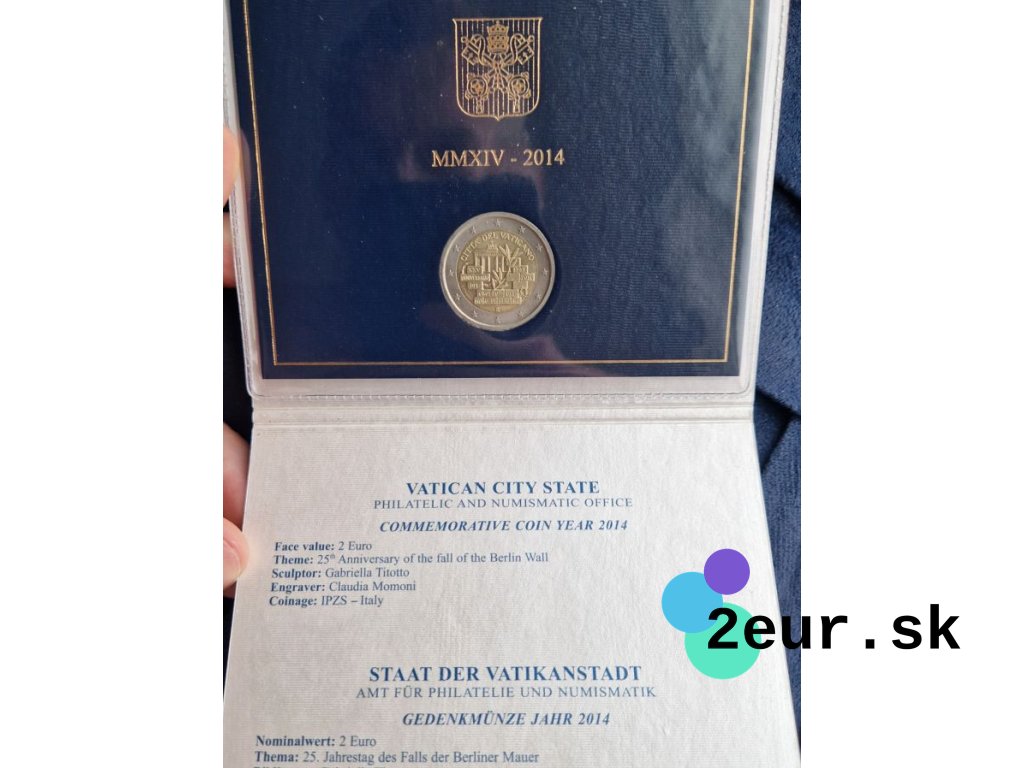 MMXIV - 2014
CITTA' DEL VATICANO
VATICAN CITY STATE
PHILATELIC AND NUMISMATIC OFFICE
COMMEMORATIVE COIN YEAR 2014
Face value: 2 Euro
Theme: 25th Anniversary of the fall of the Berlin Wall
Sculptor: Gabriella Titotto
Engraver: Claudia Momoni
Coinage: IPZS – Italy
2eur.sk
STAAT DER VATIKANSTADT
AMT FÜR PHILATELIE UND NUMISMATIK
GEDENKMÜNZE JAHR 2014
Nominalwert: 2 Euro
Thema: 25. Jahrestag des Falls der Berliner Mauer